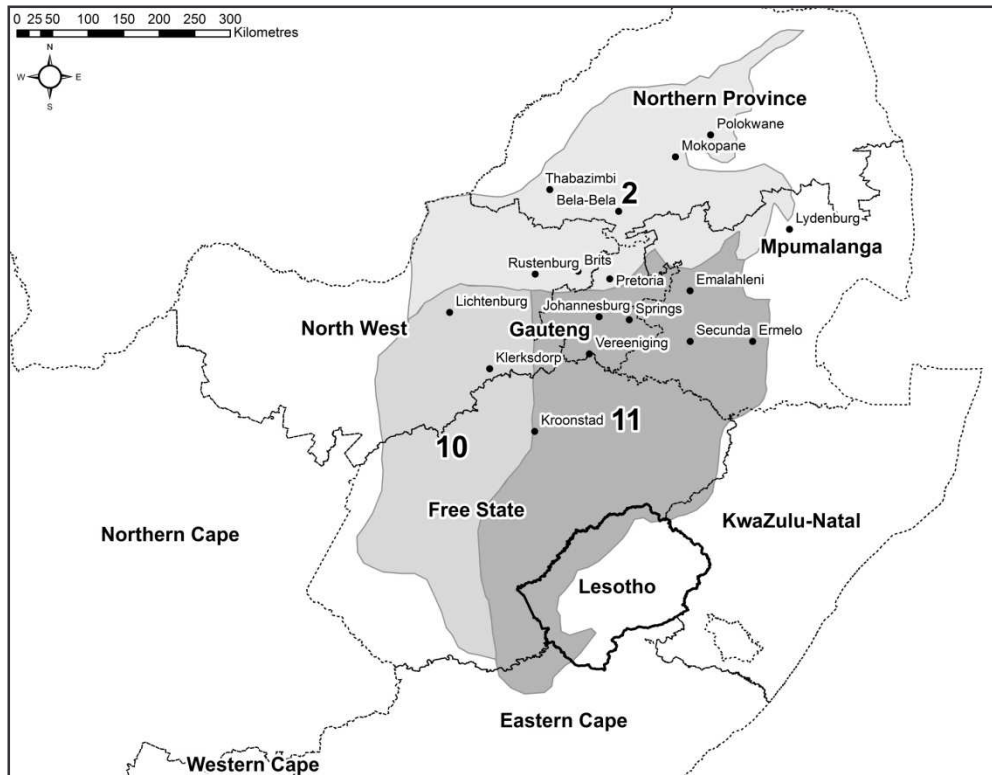 0 25 50 100 150 200 250 300
Kilometres
N
W E
S
Northern Province
Polokwane
Mokopane
Thabazimbi
Bela-Bela
2
Lydenburg
Mpumalanga
Rustenburg
Brits
Pretoria
Emalahleni
Lichtenburg
Johannesburg
Springs
North West
Gauteng
Vereeniging
Secunda
Ermelo
Klerksdorp
Kroonstad
11
10
Free State
Northern Cape
KwaZulu-Natal
Lesotho
Eastern Cape
Western Cape